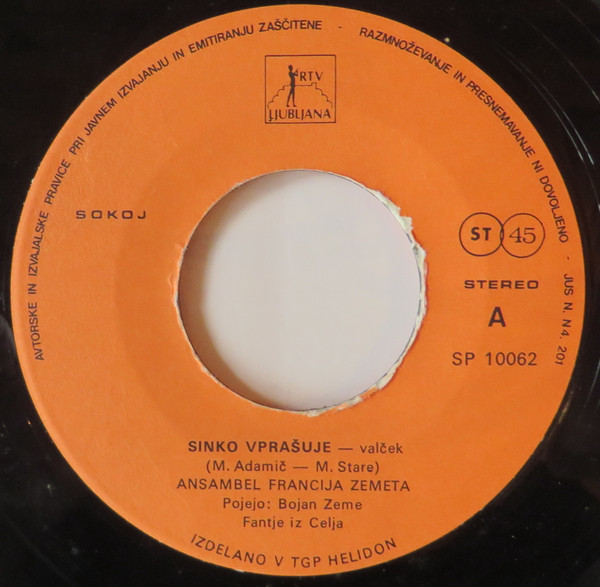 AVTORSKE IN IZVAJALSKE PRAVICE PRI JAVNEM IZVAJANJU IN EMITIRANJU ZAŠČITENE - RAZMNOŽEVANJE IN PRESNEMAVANJE NI DOVOLJENO - JUS N. N4. 201
RTV
LJUBLJANA
SOKOJ
ST 45
STEREO
A
SP 10062
SINKO VPRAŠUJE — valček
(M. Adamič — M. Stare)
ANSAMBEL FRANCIJA ZEMETA
Pojejo: Bojan Zeme
Fantje iz Celja
IZDELANO V TGP HELIDON